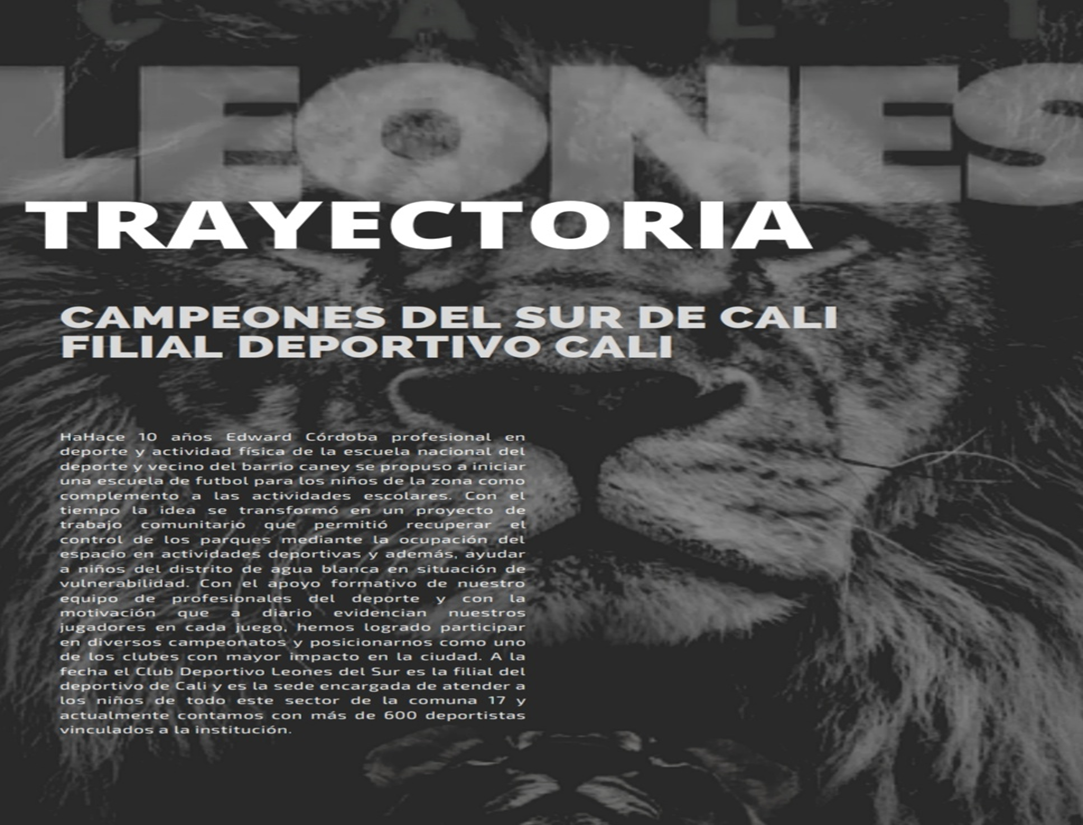 C A L I
LEONES
TRAYECTORIA
CAMPEONES DEL SUR DE CALI
FILIAL DEPORTIVO CALI
HaHace 10 años Edward Córdoba profesional en
deporte y actividad física de la escuela nacional del
deporte y vecino del barrio caney se propuso a iniciar
una escuela de futbol para los niños de la zona como
complemento a las actividades escolares. Con el
tiempo la idea se transformó en un proyecto de
trabajo comunitario que permitió recuperar el
control de los parques mediante la ocupación del
espacio en actividades deportivas y además, ayudar
a niños del distrito de agua blanca en situación de
vulnerabilidad. Con el apoyo formativo de nuestro
equipo de profesionales del deporte y con la
motivación que a diario evidencian nuestros
jugadores en cada juego, hemos logrado participar
en diversos campeonatos y posicionarnos como uno
de los clubes con mayor impacto en la ciudad. A la
fecha el Club Deportivo Leones del Sur es la filial del
deportivo de Cali y es la sede encargada de atender a
los niños de todo este sector de la comuna 17 y
actualmente contamos con más de 600 deportistas
vinculados a la institución.